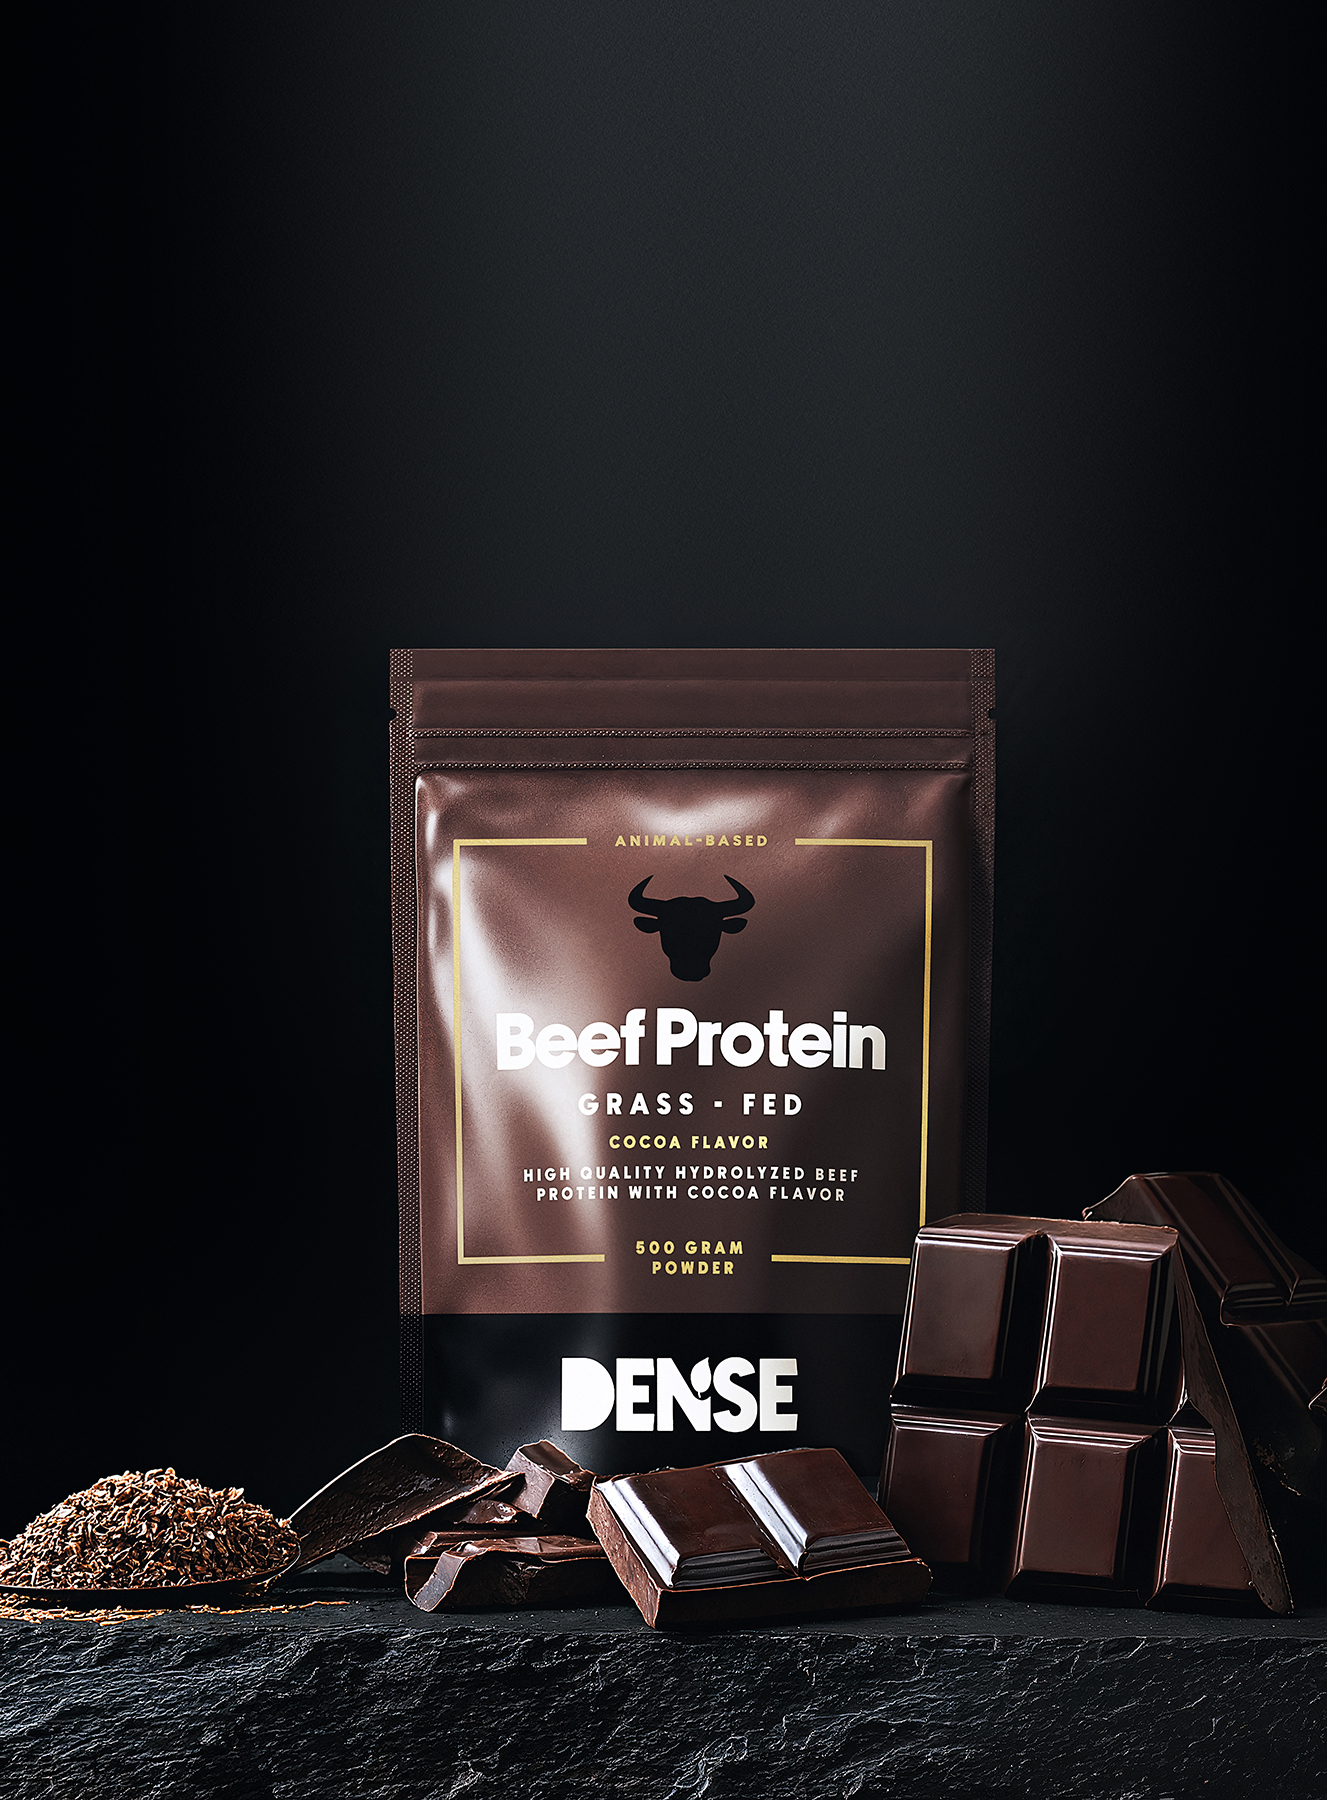 ANIMAL-BASED
Beef Protein
GRASS - FED
COCOA FLAVOR
HIGH QUALITY HYDROLYZED BEEF
PROTEIN WITH COCOA FLAVOR
500 GRAM
POWDER
DENSE